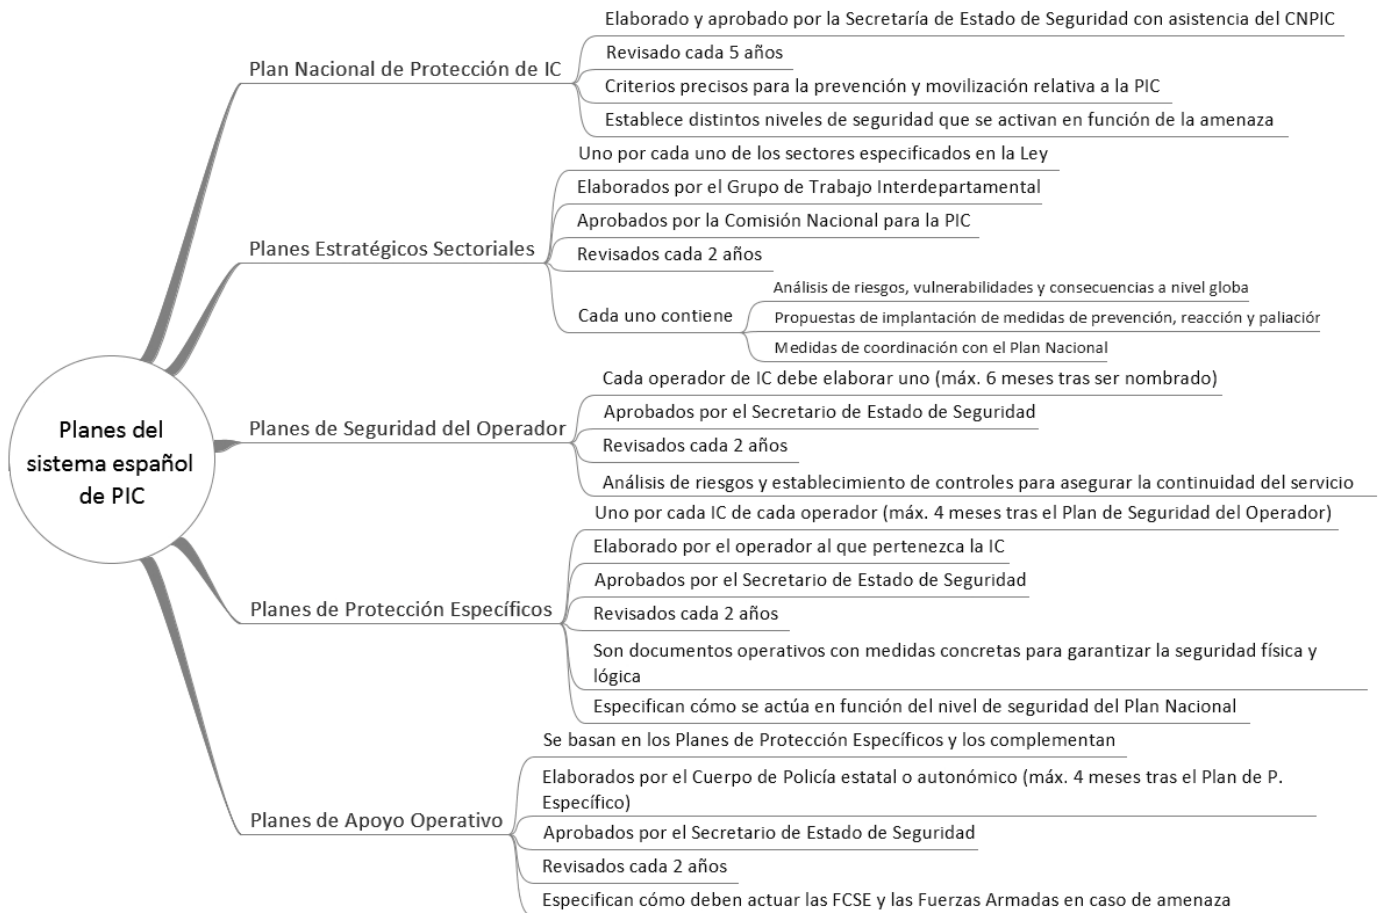 Planes del
sistema español
de PIC
Plan Nacional de Protección de IC
Elaborado y aprobado por la Secretaría de Estado de Seguridad con asistencia del CNPIC
Revisado cada 5 años
Criterios precisos para la prevención y movilización relativa a la PIC
Establece distintos niveles de seguridad que se activan en función de la amenaza
Planes Estratégicos Sectoriales
Uno por cada uno de los sectores especificados en la Ley
Elaborados por el Grupo de Trabajo Interdepartamental
Aprobados por la Comisión Nacional para la PIC
Revisados cada 2 años
Cada uno contiene
Análisis de riesgos, vulnerabilidades y consecuencias a nivel globa
Propuestas de implantación de medidas de prevención, reacción y paliaciór
Medidas de coordinación con el Plan Nacional
Planes de Seguridad del Operador
Cada operador de IC debe elaborar uno (máx. 6 meses tras ser nombrado)
Aprobados por el Secretario de Estado de Seguridad
Revisados cada 2 años
Análisis de riesgos y establecimiento de controles para asegurar la continuidad del servicio
Planes de Protección Específicos
Uno por cada IC de cada operador (máx. 4 meses tras el Plan de Seguridad del Operador)
Elaborado por el operador al que pertenezca la IC
Aprobados por el Secretario de Estado de Seguridad
Revisados cada 2 años
Son documentos operativos con medidas concretas para garantizar la seguridad física y
lógica
Especifican cómo se actúa en función del nivel de seguridad del Plan Nacional
Planes de Apoyo Operativo
Se basan en los Planes de Protección Específicos y los complementan
Elaborados por el Cuerpo de Policía estatal o autonómico (máx. 4 meses tras el Plan de P.
Específico)
Aprobados por el Secretario de Estado de Seguridad
Revisados cada 2 años
Especifican cómo deben actuar las FCSE y las Fuerzas Armadas en caso de amenaza